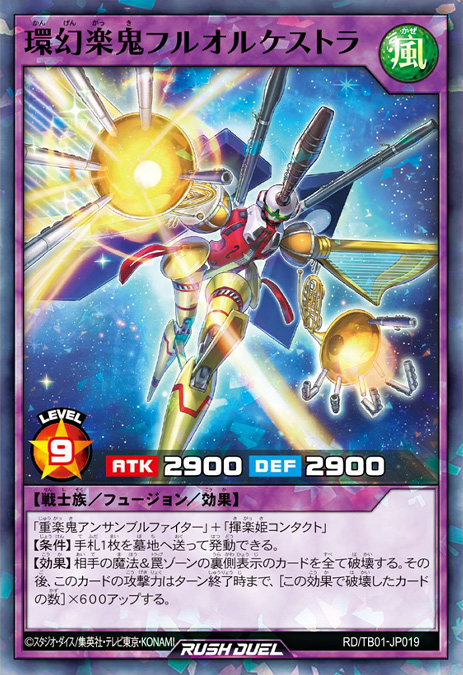 環幻楽鬼フルオルケストラ
風
LEVEL
9
ATK 2900 DEF 2900
【戦士族／フュージョン／効果】
「重楽鬼アンサンブルファイター」+「揮楽姫コンタクト」
【条件】手札1枚を墓地へ送って発動できる。
【効果】相手の魔法&罠ゾーンの裏側表示のカードを全て破壊する。その
後、このカードの攻撃力はターン終了時まで、[この効果で破壊したカード
の数]×600アップする。
©スタジオ・ダイス/集英社・テレビ東京・KONAMI
RUSH DUEL
RD/TB01-JP019